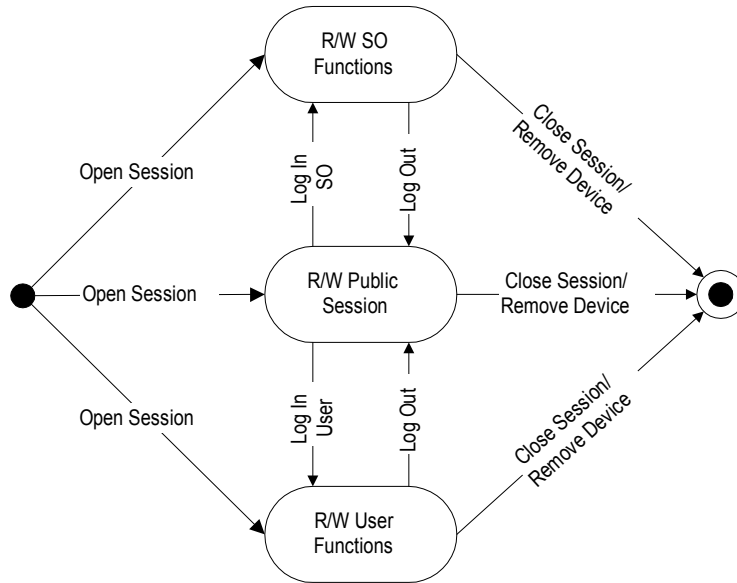 R/W SO
Functions
Close Session/
Remove Device
Open Session
Log In
SO
Log Out
Open Session
R/W Public
Session
Close Session/
Remove Device
Open Session
Log In
User
Log Out
Close Session/
Remove Device
R/W User
Functions